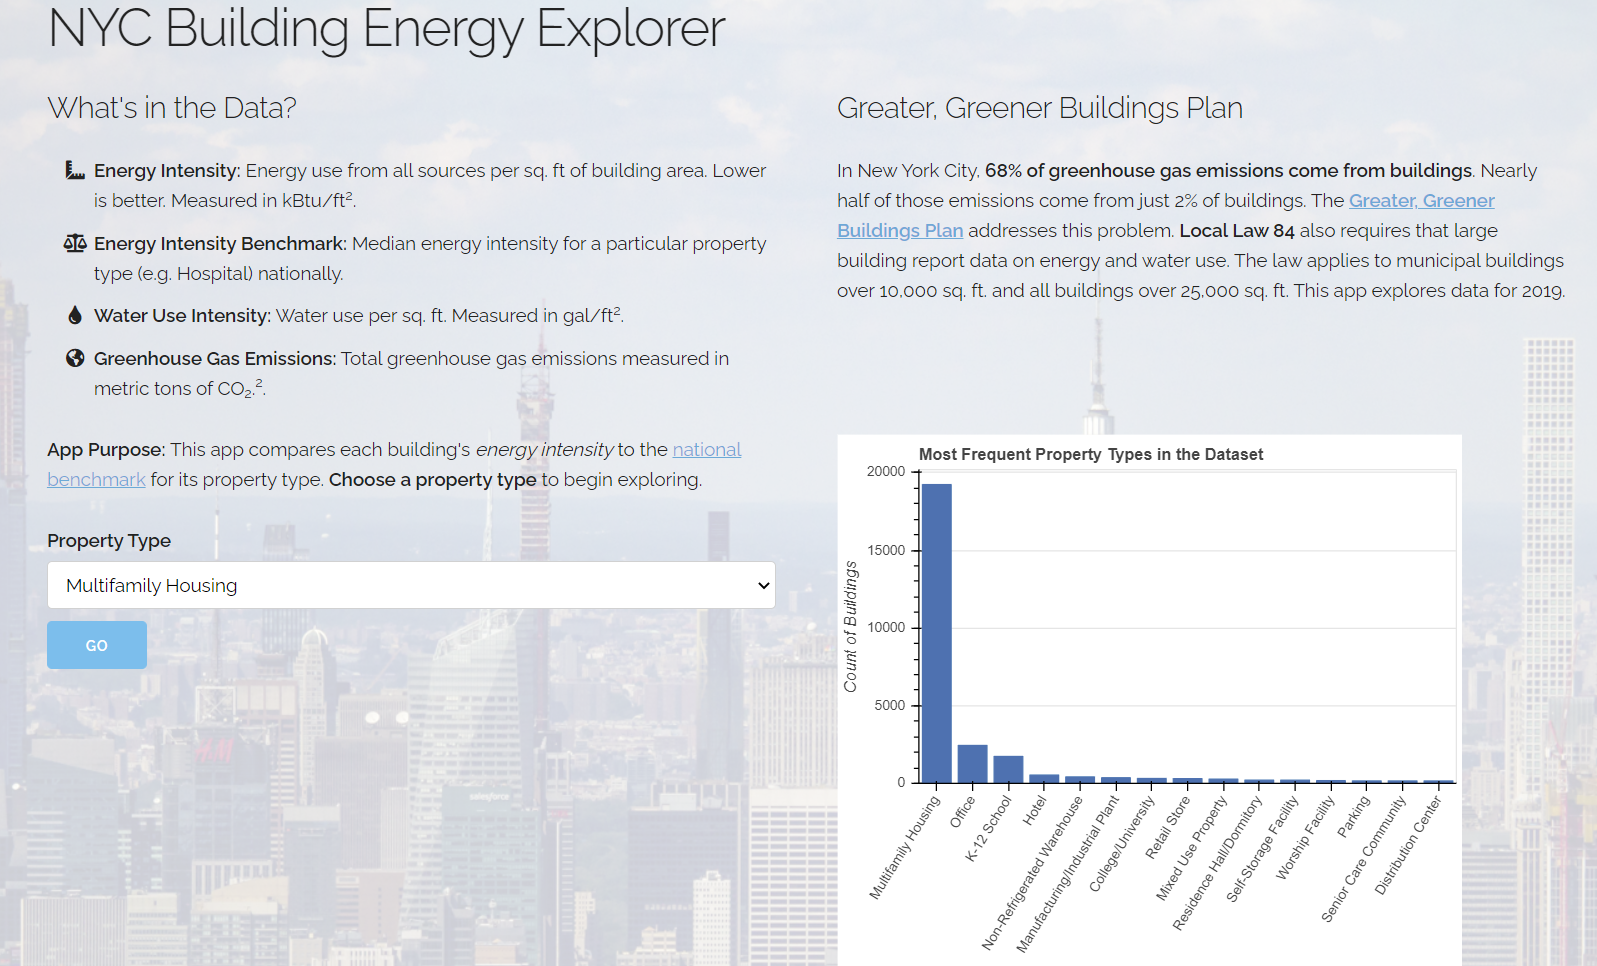 NYC Building Energy Explorer
What's in the Data?
Energy Intensity: Energy use from all sources per sq. ft of building area. Lower
is better. Measured in kBtu/ft².
Energy Intensity Benchmark: Median energy intensity for a particular property
type (e.g. Hospital) nationally.
Water Use Intensity: Water use per sq. ft. Measured in gal/ft².
Greenhouse Gas Emissions: Total greenhouse gas emissions measured in
metric tons of CO₂.².
App Purpose: This app compares each building's energy intensity to the national
benchmark for its property type. Choose a property type to begin exploring.
Property Type
Multifamily Housing
GO
Greater, Greener Buildings Plan
In New York City, 68% of greenhouse gas emissions come from buildings. Nearly
half of those emissions come from just 2% of buildings. The Greater, Greener
Buildings Plan addresses this problem. Local Law 84 also requires that large
building report data on energy and water use. The law applies to municipal buildings
over 10,000 sq. ft. and all buildings over 25,000 sq. ft. This app explores data for 2019.
Most Frequent Property Types in the Dataset
20000
15000
10000
5000
0
Count of Buildings
Multifamily Housing
Office
K-12 School
Hotel
Non-Refrigerated Warehouse
Manufacturing/Industrial Plant
College/University
Retail Store
Mixed Use Property
Residence Hall/Dormitory
Self-Storage Facility
Worship Facility
Parking
Senior Care Community
Distribution Center
H&M
salesforce